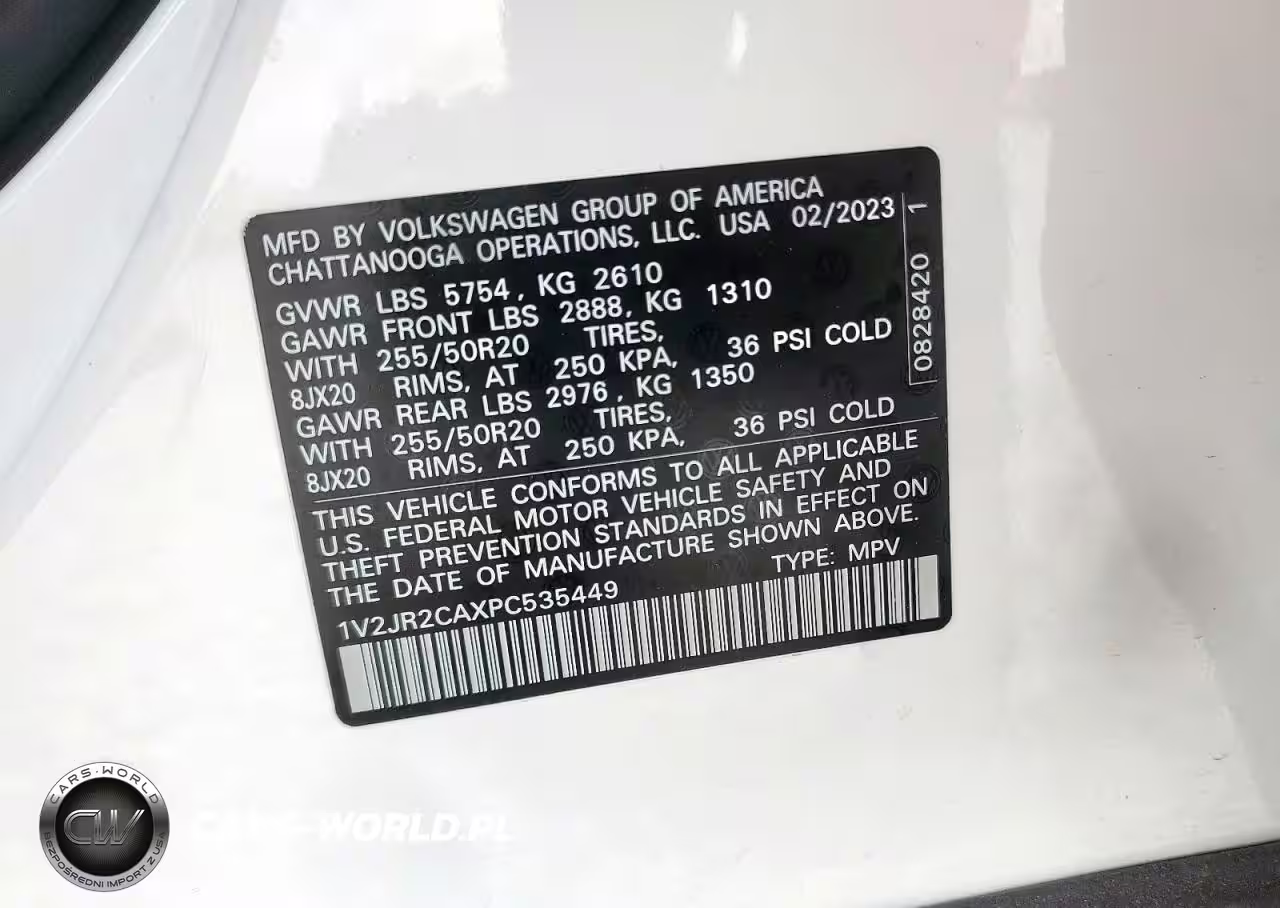 MFD BY VOLKSWAGEN GROUP OF AMERICA
CHATTANOOGA OPERATIONS, LLC. USA 02/2023
GVWR LBS 5754, KG 2610
GAWR FRONT LBS 2888, KG 1310
WITH 255/50R20 TIRES,
8JX20 RIMS, AT 250 KPA, 36 PSI COLD
GAWR REAR LBS 2976, KG 1350
WITH 255/50R20 TIRES,
8JX20 RIMS, AT 250 KPA, 36 PSI COLD
THIS VEHICLE CONFORMS TO ALL APPLICABLE
U.S. FEDERAL MOTOR VEHICLE SAFETY AND
THEFT PREVENTION STANDARDS IN EFFECT ON
THE DATE OF MANUFACTURE SHOWN ABOVE.
1V2JR2CAXPC535449 TYPE: MPV
0828420 1
CARS-WORLD
CW
BEZPOŚREDNI IMPORT Z USA
CARS-WORLD.PL